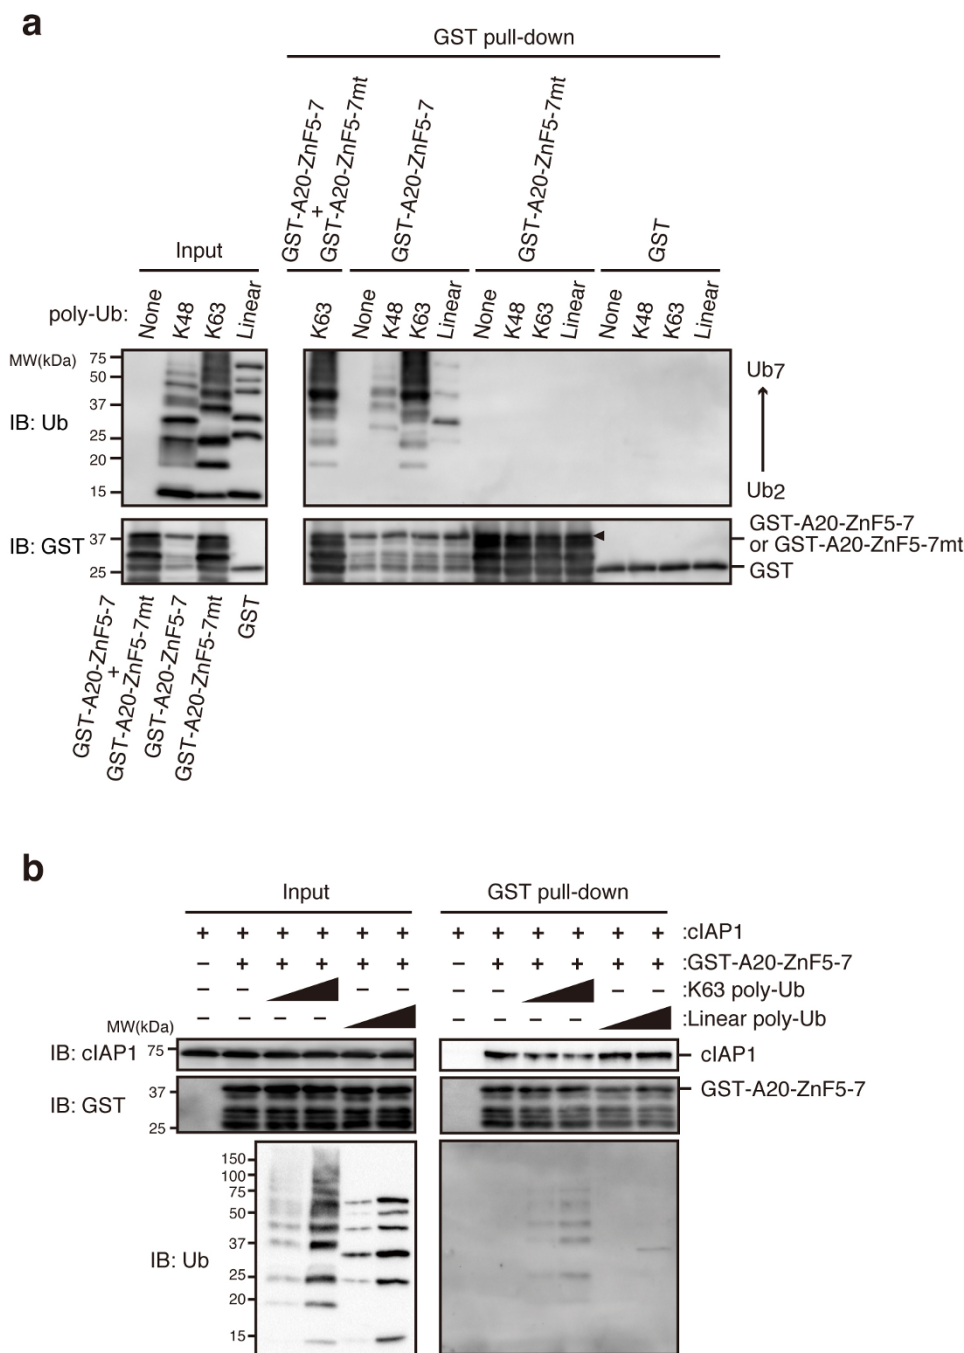 a
GST pull-down
GST-A20-ZnF5-7
+
GST-A20-ZnF5-7mt
GST-A20-ZnF5-7
GST-A20-ZnF5-7mt
GST
Input
poly-Ub: None K48 K63 Linear K63 None K48 K63 Linear None K48 K63 Linear None K48 K63 Linear
MW(kDa)
75
50
37
25
20
15
IB: Ub
Ub7
Ub2
IB: GST
37
25
GST-A20-ZnF5-7
or GST-A20-ZnF5-7mt
GST
GST-A20-ZnF5-7
+
GST-A20-ZnF5-7mt
GST-A20-ZnF5-7
GST-A20-ZnF5-7mt
GST
b
Input GST pull-down
+ + + + + + + + + + + + :cIAP1
– + + + + + – + + + + + :GST-A20-ZnF5-7
– – – – – – – – :K63 poly-Ub
– – – – – – – – :Linear poly-Ub
MW(kDa)
IB: cIAP1 75 cIAP1
IB: GST 37 25 GST-A20-ZnF5-7
IB: Ub
150
100
75
50
37
25
20
15